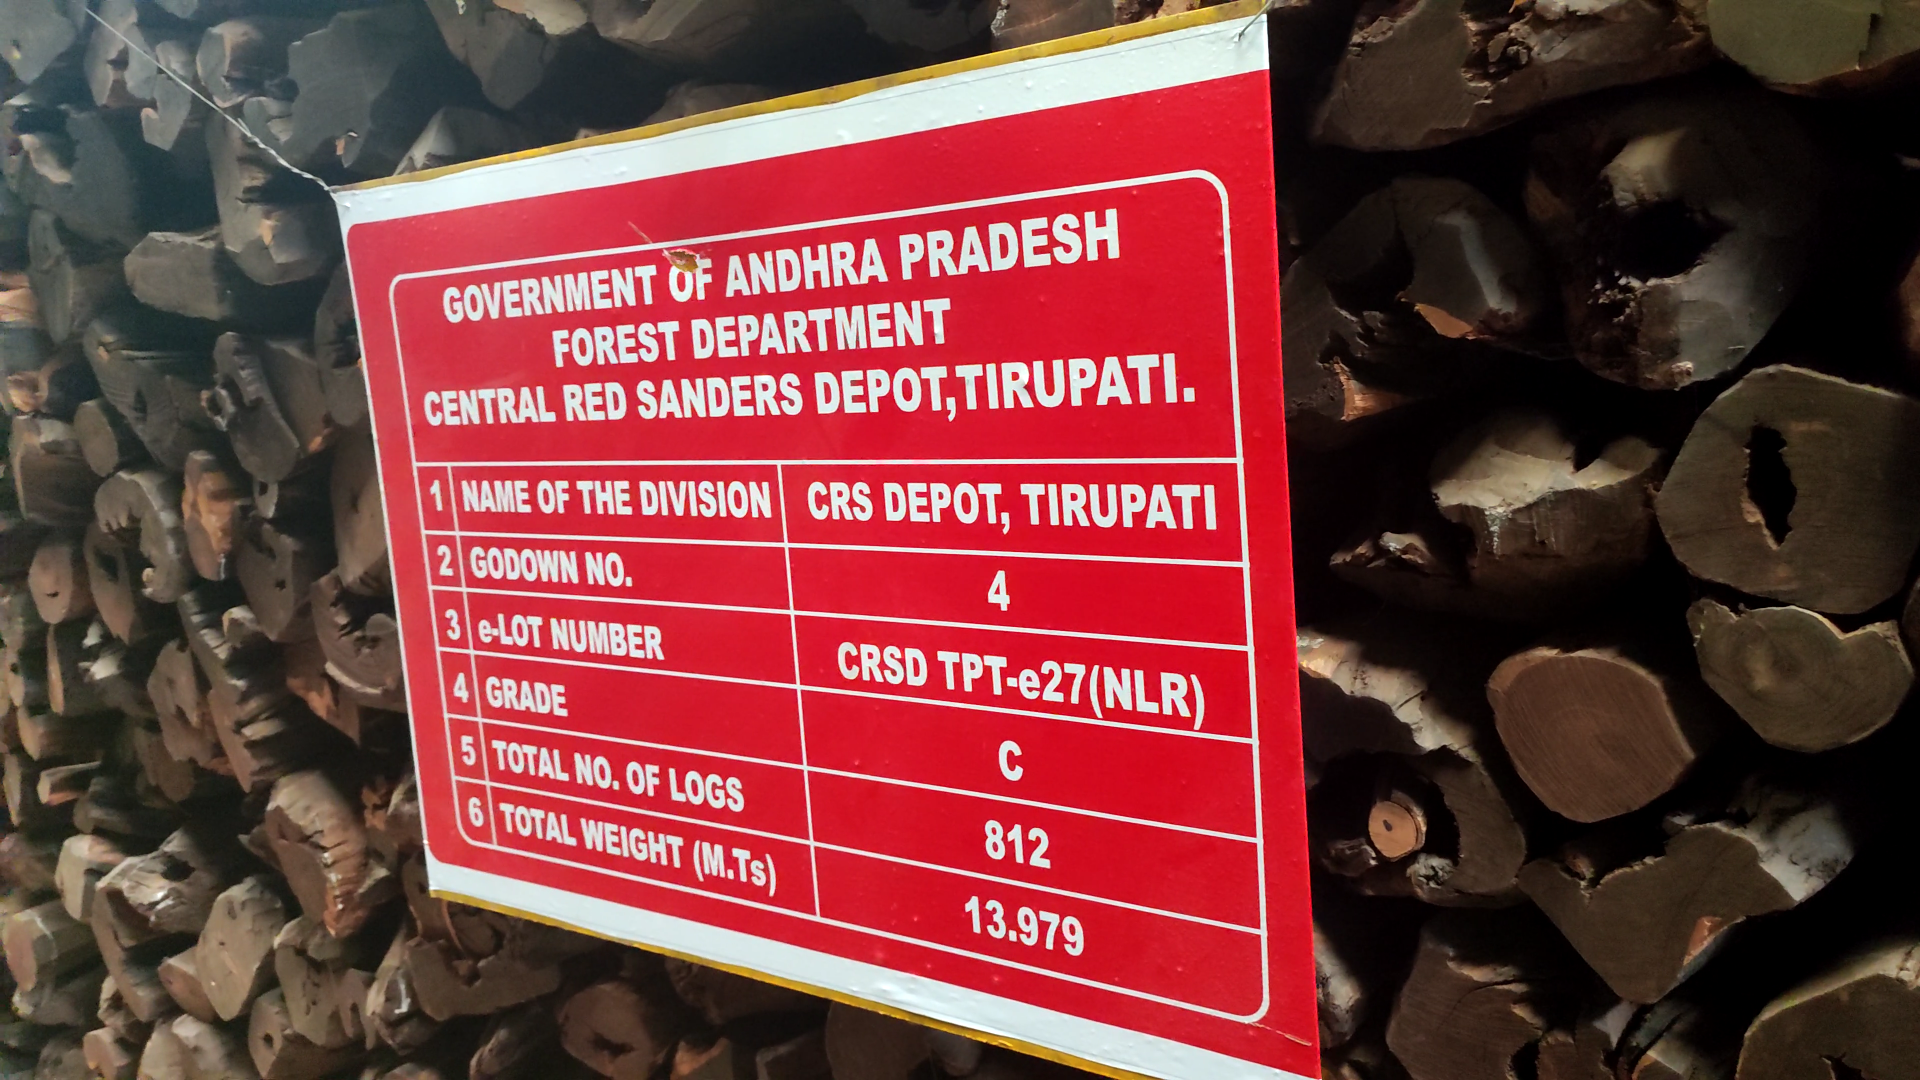 GOVERNMENT OF ANDHRA PRADESH
FOREST DEPARTMENT
CENTRAL RED SANDERS DEPOT,TIRUPATI.
1 NAME OF THE DIVISION CRS DEPOT, TIRUPATI
2 GODOWN NO. 4
3 e-LOT NUMBER CRSD TPT-e27(NLR)
4 GRADE C
5 TOTAL NO. OF LOGS 812
6 TOTAL WEIGHT (M.Ts) 13.979